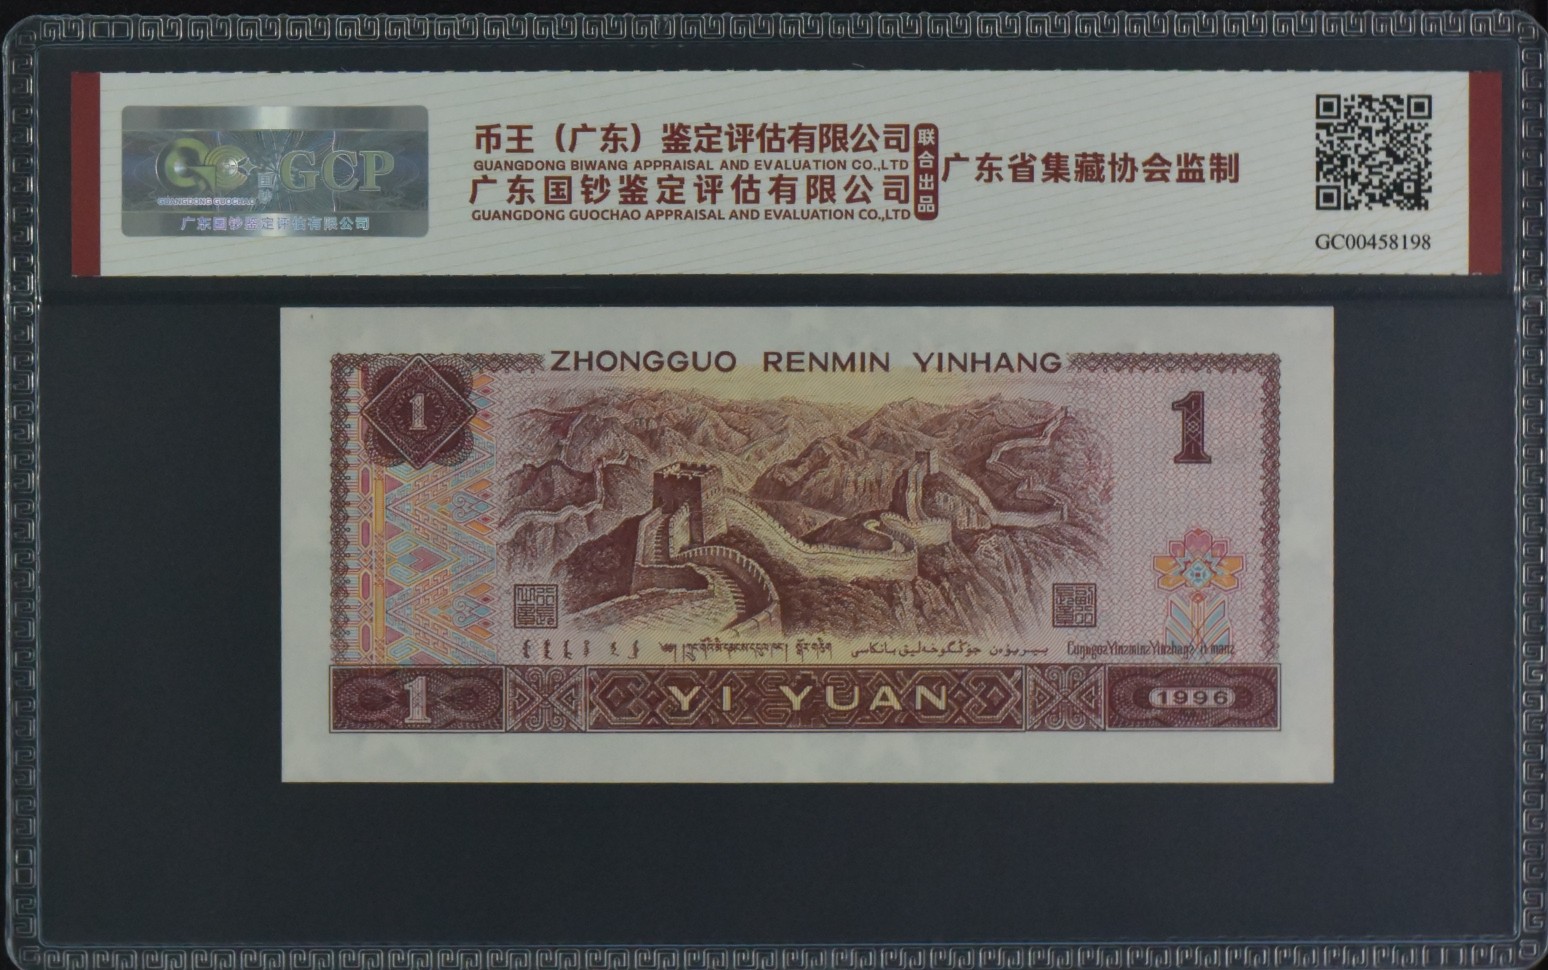 GCP
GUANGDONG GUOCHAO
广东国钞鉴定评估有限公司
币王（广东）鉴定评估有限公司
GUANGDONG BIWANG APPRAISAL AND EVALUATION CO.,LTD
广东国钞鉴定评估有限公司
GUANGDONG GUOCHAO APPRAISAL AND EVALUATION CO.,LTD
联合出品
广东省集藏协会监制
GC00458198
ZHONGGUO RENMIN YINHANG
1
1
1
YI YUAN
1996